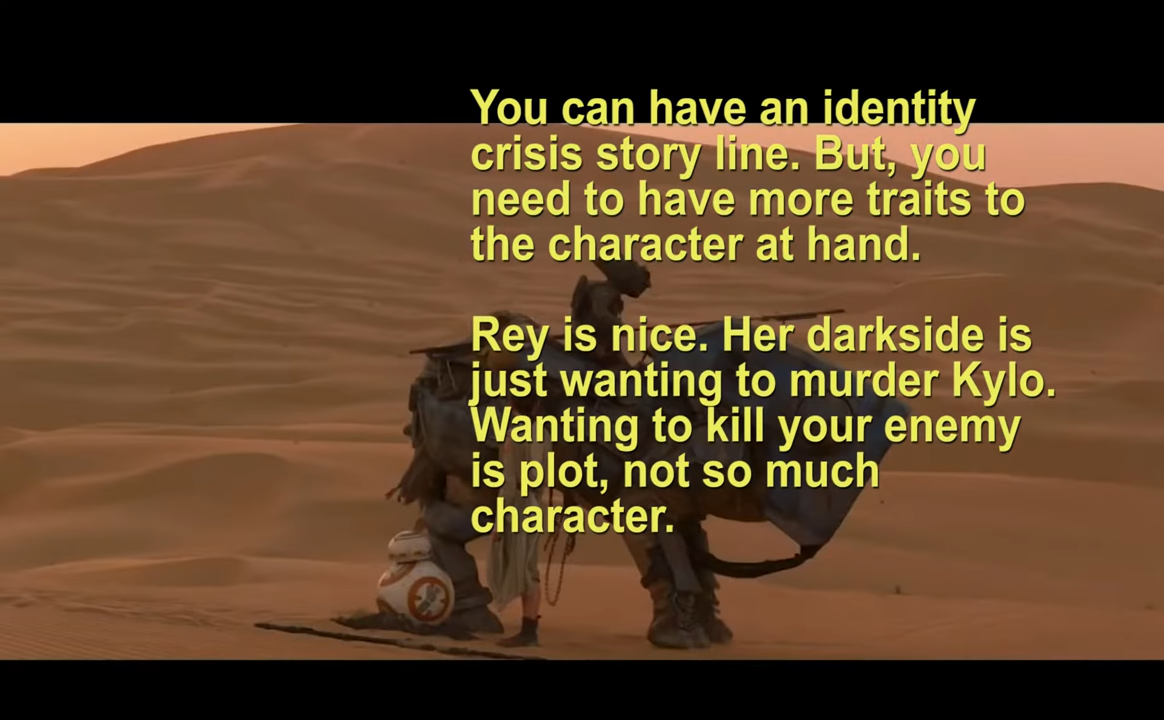 You can have an identity
crisis story line. But, you
need to have more traits to
the character at hand.
Rey is nice. Her darkside is
just wanting to murder Kylo.
Wanting to kill your enemy
is plot, not so much
character.